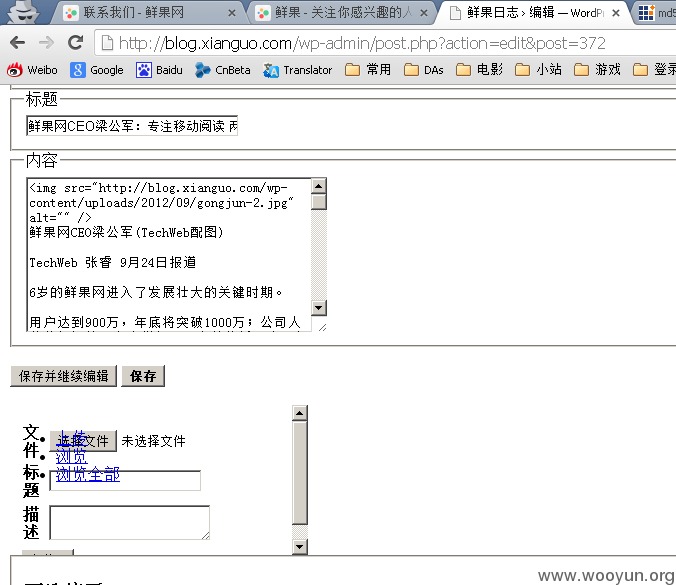 联系我们 - 鲜果网
鲜果 - 关注你感兴趣的
鲜果日志 › 编辑 — WordPr
md5
http://blog.xianguo.com/wp-admin/post.php?action=edit&post=372
Weibo
Google
Baidu
CnBeta
Translator
常用
DAs
电影
小站
游戏
登录
标题
鲜果网CEO梁公军：专注移动阅读
内容
<img src="http://blog.xianguo.com/wp-
content/uploads/2012/09/gongjun-2.jpg"
alt="" />
鲜果网CEO梁公军(TechWeb配图)
TechWeb 张睿 9月24日报道
6岁的鲜果网进入了发展壮大的关键时期。
用户达到900万，年底将突破1000万；公司人
保存并继续编辑
保存
文件
选择文件
未选择文件
上传
浏览
浏览全部
标题
描述
www.wooyun.org